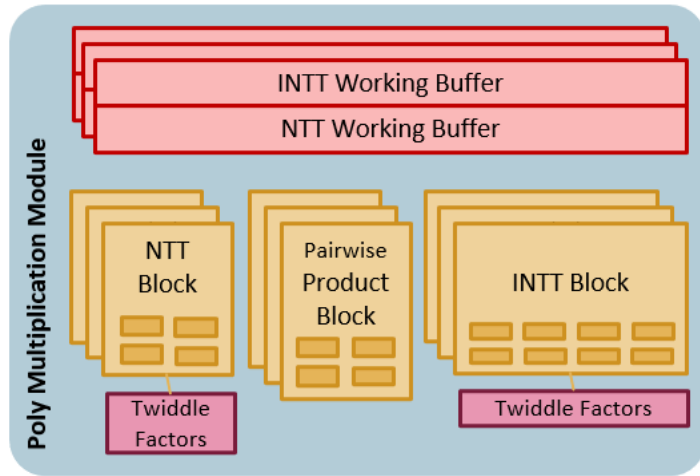 INTT Working Buffer
NTT Working Buffer
NTT
Block
Pairwise
Product
Block
INTT Block
Twiddle
Factors
Twiddle Factors
Poly Multiplication Module